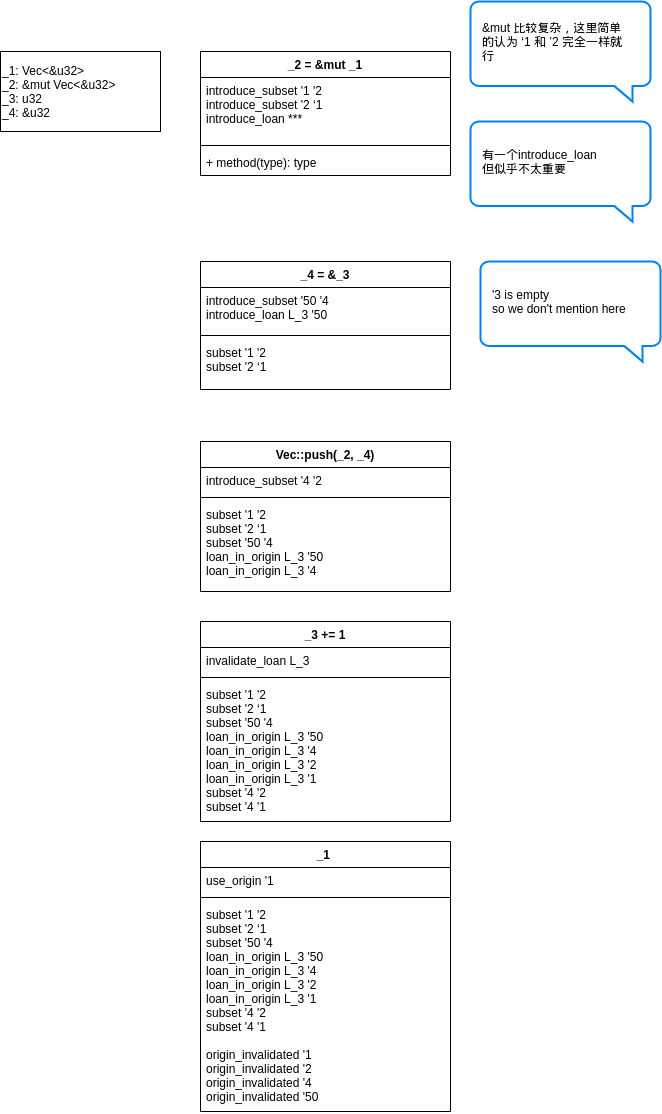 _1: Vec<&u32>
_2: &mut Vec<&u32>
_3: u32
_4: &u32
_2 = &mut _1
introduce_subset '1 '2
introduce_subset '2 ‘1
introduce_loan ***
+ method(type): type
&mut 比较复杂，这里简单
的认为 ‘1 和 ’2 完全一样就
行
有一个introduce_loan
但似乎不太重要
_4 = &_3
introduce_subset '50 '4
introduce_loan L_3 '50
subset '1 '2
subset '2 ‘1
'3 is empty
so we don't mention here
Vec::push(_2, _4)
introduce_subset '4 '2
subset '1 '2
subset '2 ‘1
subset '50 '4
loan_in_origin L_3 '50
loan_in_origin L_3 '4
_3 += 1
invalidate_loan L_3
subset '1 '2
subset '2 ‘1
subset '50 '4
loan_in_origin L_3 '50
loan_in_origin L_3 '4
loan_in_origin L_3 '2
loan_in_origin L_3 '1
subset '4 '2
subset '4 '1
_1
use_origin '1
subset '1 '2
subset '2 ‘1
subset '50 '4
loan_in_origin L_3 '50
loan_in_origin L_3 '4
loan_in_origin L_3 '2
loan_in_origin L_3 '1
subset '4 '2
subset '4 '1
origin_invalidated '1
origin_invalidated '2
origin_invalidated '4
origin_invalidated '50